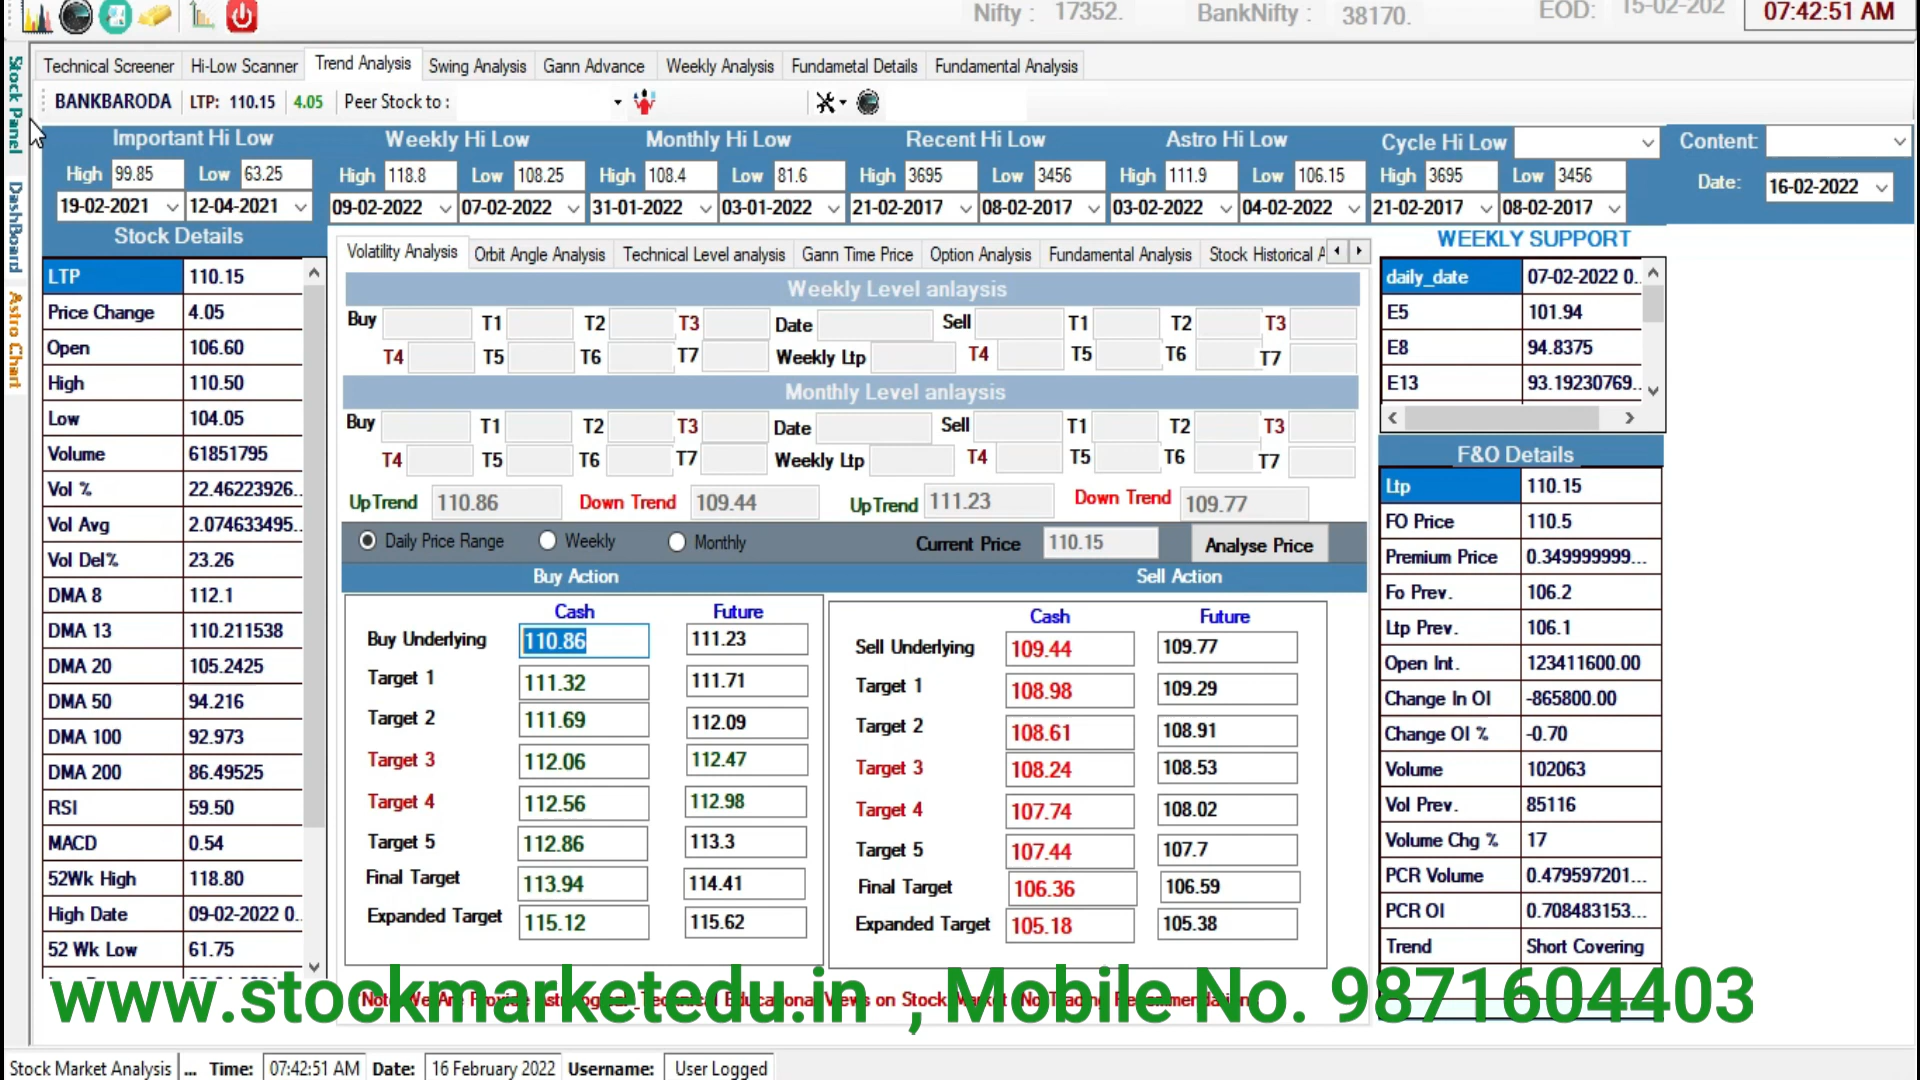 Nifty : 17352. BankNifty : 38170. EOD: 15-02-202 07:42:51 AM
Technical Screener Hi-Low Scanner Trend Analysis Swing Analysis Gann Advance Weekly Analysis Fundametal Details Fundamental Analysis
BANKBARODA LTP: 110.15 4.05 Peer Stock to :
Stock Panel
DashBoard
Astro Chart
Important Hi Low Weekly Hi Low Monthly Hi Low Recent Hi Low Astro Hi Low Cycle Hi Low Content:
High 99.85 Low 63.25 High 118.8 Low 108.25 High 108.4 Low 81.6 High 3695 Low 3456 High 111.9 Low 106.15 High 3695 Low 3456 Date: 16-02-2022
19-02-2021 12-04-2021 09-02-2022 07-02-2022 31-01-2022 03-01-2022 21-02-2017 08-02-2017 03-02-2022 04-02-2022 21-02-2017 08-02-2017
Stock Details
LTP 110.15
Price Change 4.05
Open 106.60
High 110.50
Low 104.05
Volume 61851795
Vol % 22.46223926..
Vol Avg 2.074633495..
Vol Del% 23.26
DMA 8 112.1
DMA 13 110.211538
DMA 20 105.2425
DMA 50 94.216
DMA 100 92.973
DMA 200 86.49525
RSI 59.50
MACD 0.54
52Wk High 118.80
High Date 09-02-2022 0..
52 Wk Low 61.75
Volatility Analysis Orbit Angle Analysis Technical Level analysis Gann Time Price Option Analysis Fundamental Analysis Stock Historical A
Weekly Level anlaysis
Buy T1 T2 T3 Date Sell T1 T2 T3
T4 T5 T6 T7 Weekly Ltp T4 T5 T6 T7
Monthly Level anlaysis
Buy T1 T2 T3 Date Sell T1 T2 T3
T4 T5 T6 T7 Weekly Ltp T4 T5 T6 T7
UpTrend 110.86 Down Trend 109.44 UpTrend 111.23 Down Trend 109.77
Daily Price Range Weekly Monthly Current Price 110.15 Analyse Price
Buy Action Sell Action
Cash Future
Buy Underlying 110.86 111.23
Target 1 111.32 111.71
Target 2 111.69 112.09
Target 3 112.06 112.47
Target 4 112.56 112.98
Target 5 112.86 113.3
Final Target 113.94 114.41
Expanded Target 115.12 115.62
Cash Future
Sell Underlying 109.44 109.77
Target 1 108.98 109.29
Target 2 108.61 108.91
Target 3 108.24 108.53
Target 4 107.74 108.02
Target 5 107.44 107.7
Final Target 106.36 106.59
Expanded Target 105.18 105.38
WEEKLY SUPPORT
daily_date 07-02-2022 0..
E5 101.94
E8 94.8375
E13 93.19230769..
F&O Details
Ltp 110.15
FO Price 110.5
Premium Price 0.349999999...
Fo Prev. 106.2
Ltp Prev. 106.1
Open Int. 123411600.00
Change In OI -865800.00
Change OI % -0.70
Volume 102063
Vol Prev. 85116
Volume Chg % 17
PCR Volume 0.479597201...
PCR OI 0.708483153...
Trend Short Covering
www.stockmarketedu.in , Mobile No. 9871604403
Stock Market Analysis ... Time: 07:42:51 AM Date: 16 February 2022 Username: User Logged